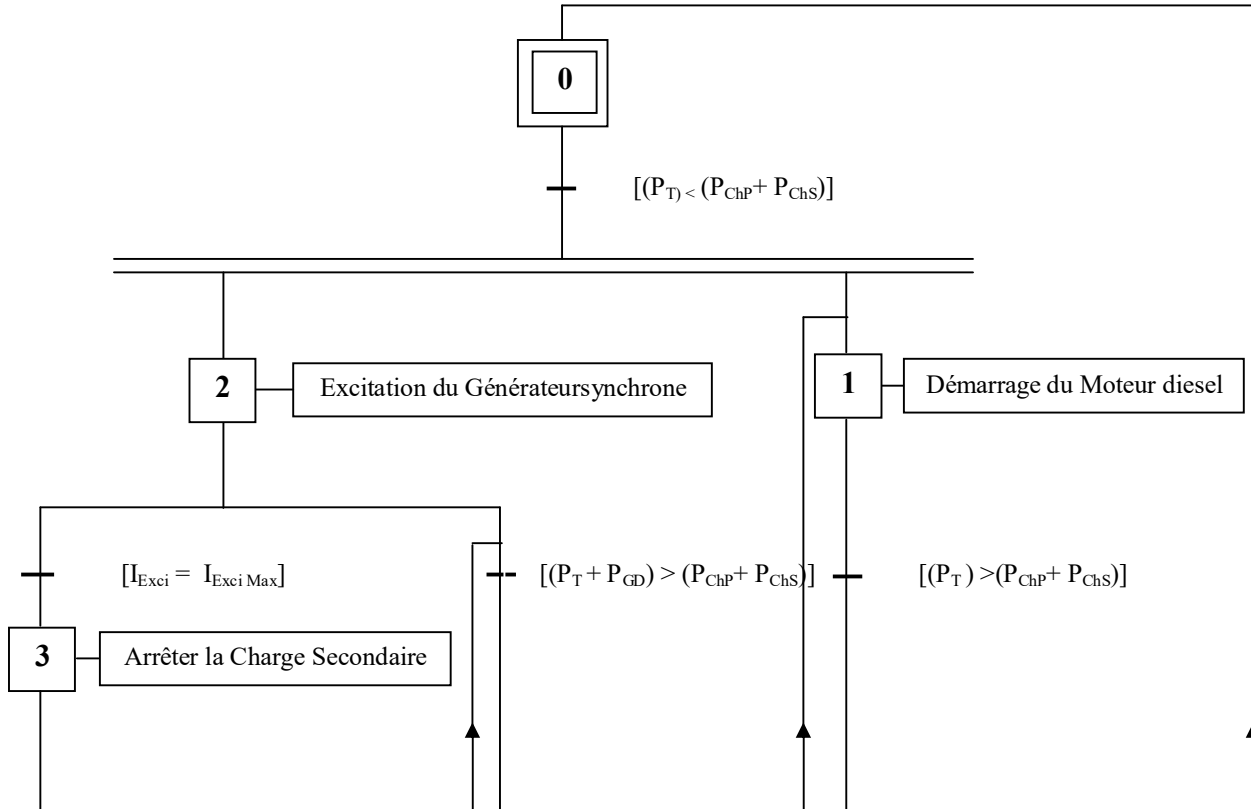 0
[(P_T) < (P_ChP + P_ChS)]
2
Excitation du Générateursynchrone
1
Démarrage du Moteur diesel
[I_Exci = I_Exci Max]
[(P_T + P_GD) > (P_ChP + P_ChS)]
[(P_T ) >(P_ChP + P_ChS)]
3
Arrêter la Charge Secondaire